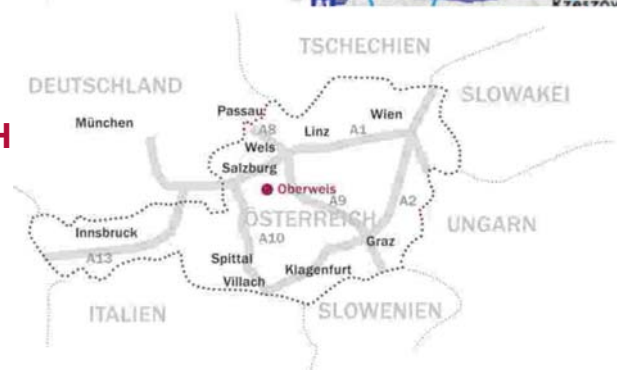 Rzeszów
TSCHECHIEN
DEUTSCHLAND
SLOWAKEI
Passau
München
Wien
H
A8
Linz
A1
Wels
Salzburg
Oberweis
A9
A2
ÖSTERREICH
UNGARN
Innsbruck
A10
Graz
A13
Spittal
Klagenfurt
Villach
ITALIEN
SLOWENIEN